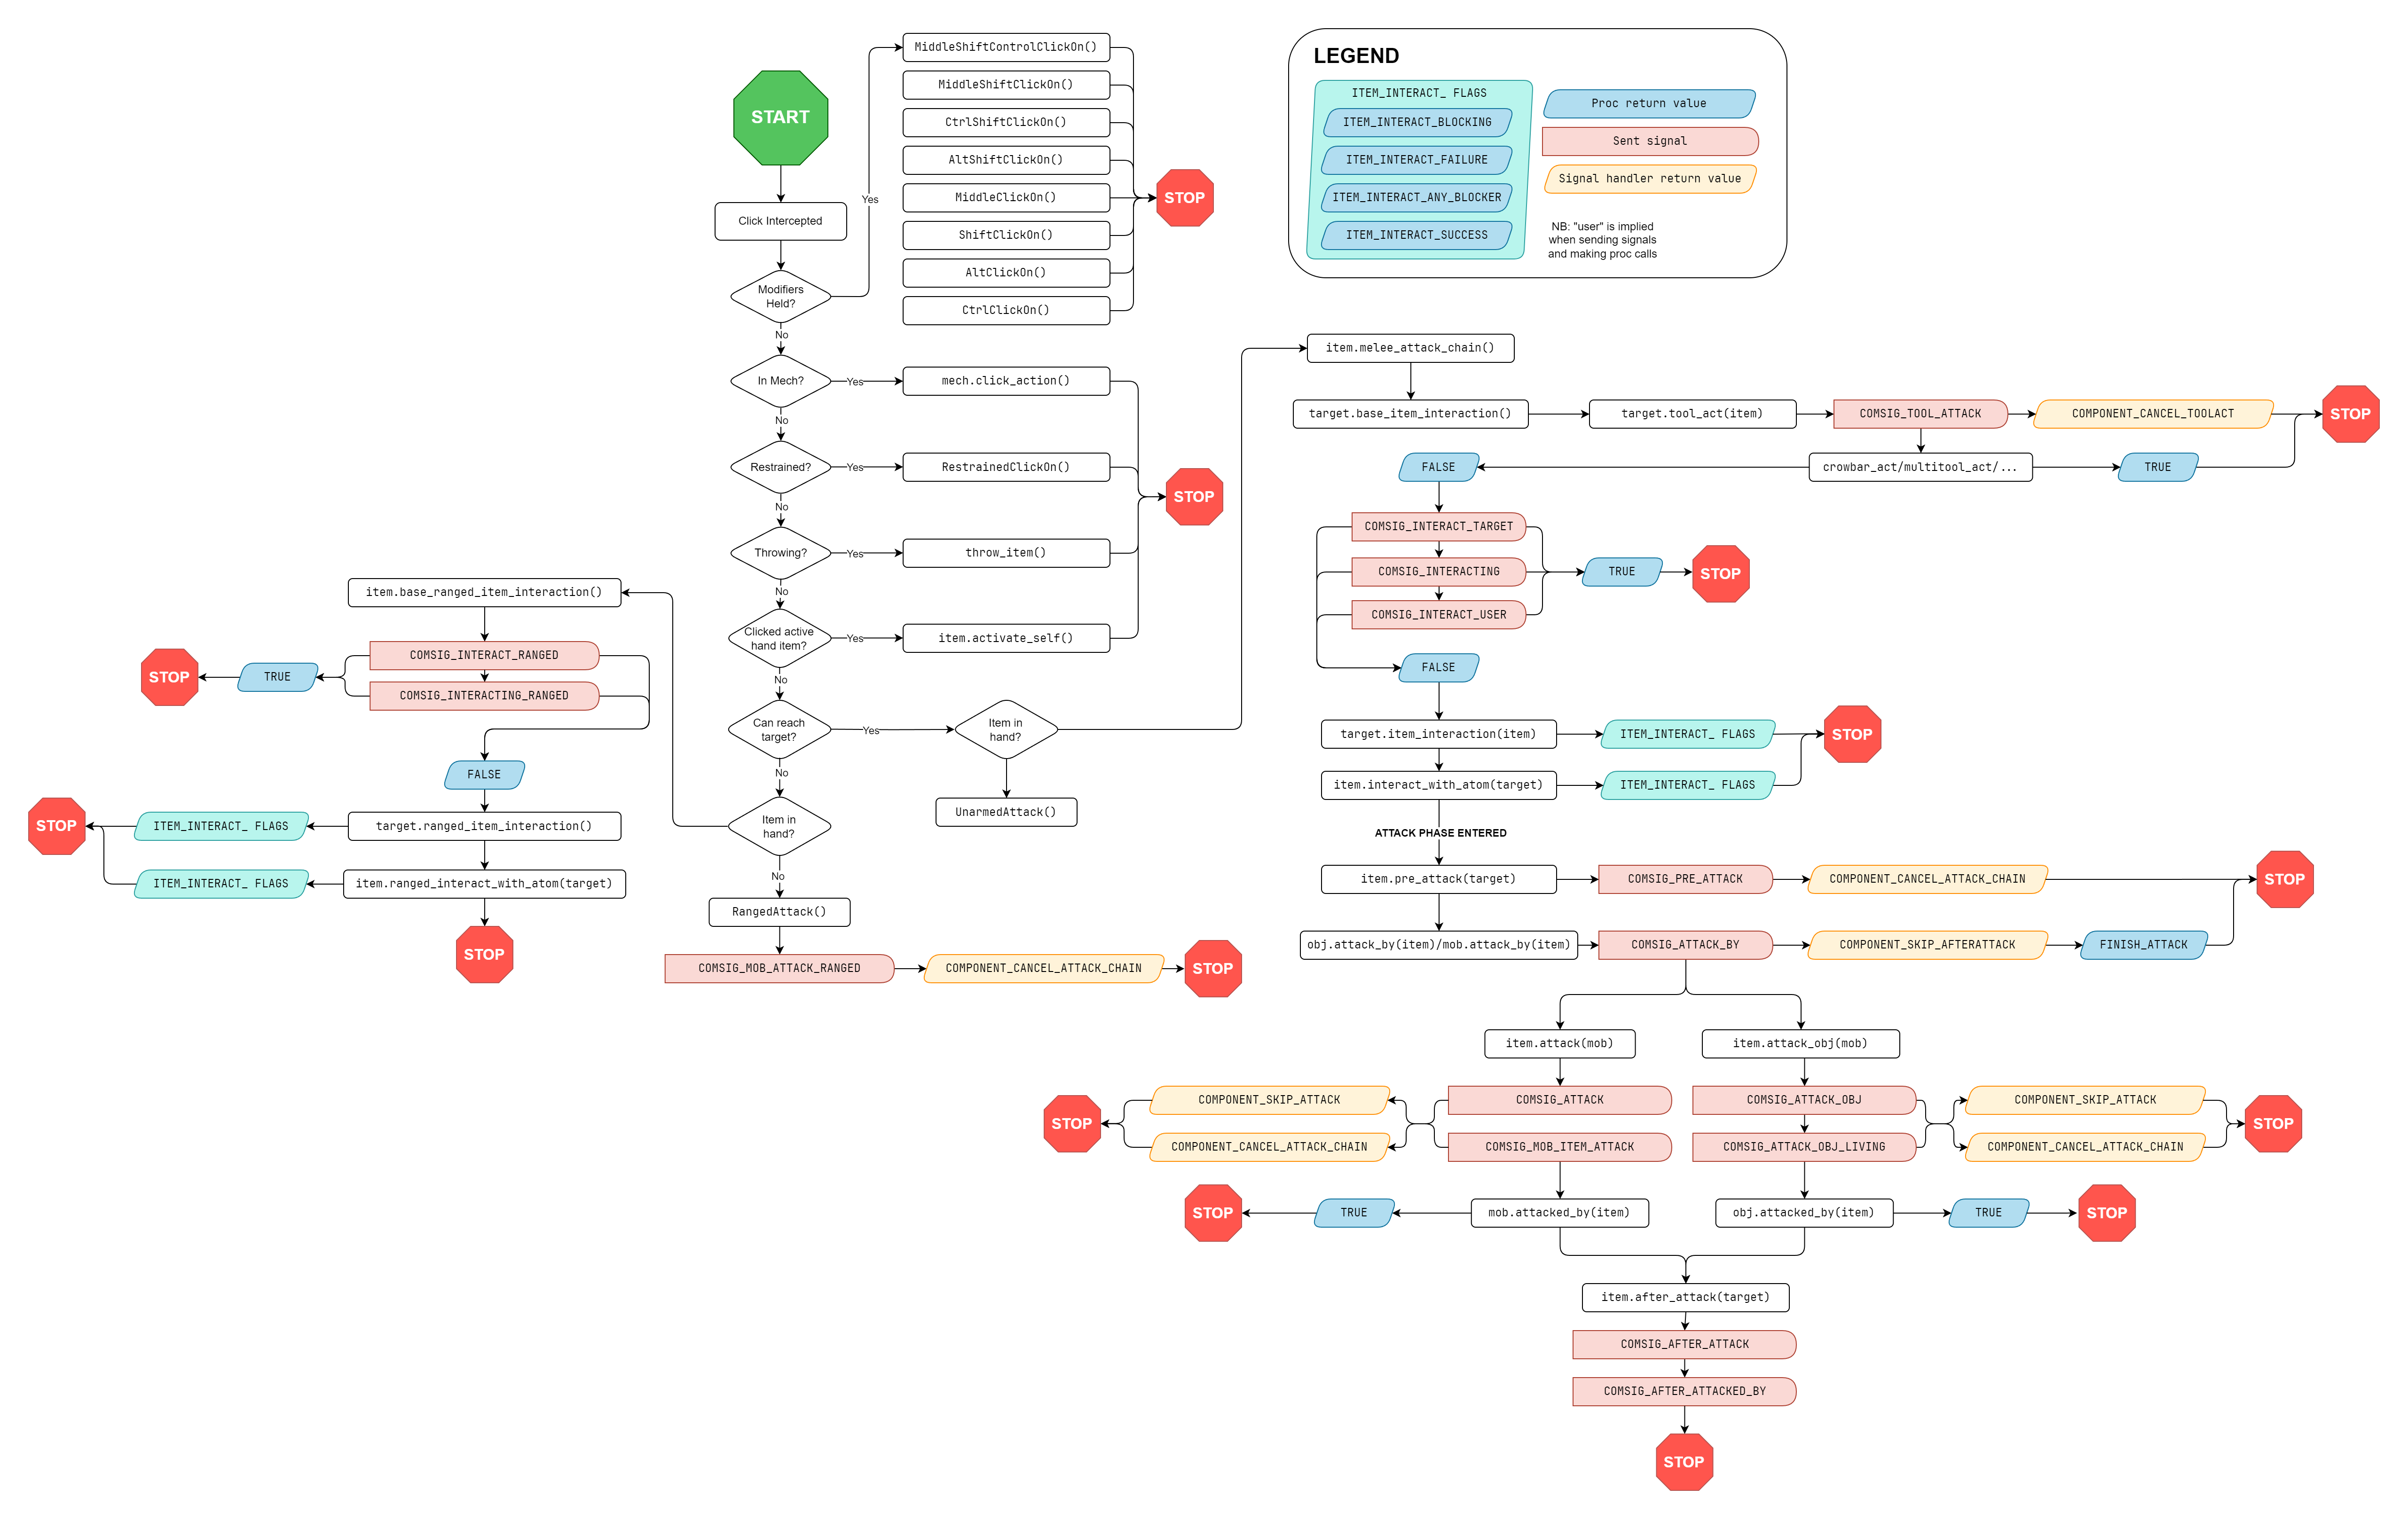 START
Click Intercepted
Modifiers
Held?
Yes
No
MiddleShiftControlClickOn()
MiddleShiftClickOn()
CtrlShiftClickOn()
AltShiftClickOn()
MiddleClickOn()
ShiftClickOn()
AltClickOn()
CtrlClickOn()
STOP
In Mech?
Yes
mech.click_action()
No
Restrained?
Yes
RestrainedClickOn()
STOP
No
Throwing?
Yes
throw_item()
No
Clicked active
hand item?
Yes
item.activate_self()
No
Can reach
target?
Yes
Item in
hand?
UnarmedAttack()
No
Item in
hand?
No
RangedAttack()
COMSIG_MOB_ATTACK_RANGED
COMPONENT_CANCEL_ATTACK_CHAIN
STOP
item.base_ranged_item_interaction()
COMSIG_INTERACT_RANGED
COMSIG_INTERACTING_RANGED
TRUE
STOP
FALSE
target.ranged_item_interaction()
ITEM_INTERACT_ FLAGS
STOP
item.ranged_interact_with_atom(target)
ITEM_INTERACT_ FLAGS
STOP
LEGEND
ITEM_INTERACT_ FLAGS
ITEM_INTERACT_BLOCKING
ITEM_INTERACT_FAILURE
ITEM_INTERACT_ANY_BLOCKER
ITEM_INTERACT_SUCCESS
Proc return value
Sent signal
Signal handler return value
NB: "user" is implied
when sending signals
and making proc calls
item.melee_attack_chain()
target.base_item_interaction()
target.tool_act(item)
COMSIG_TOOL_ATTACK
COMPONENT_CANCEL_TOOLACT
STOP
FALSE
crowbar_act/multitool_act/...
TRUE
COMSIG_INTERACT_TARGET
COMSIG_INTERACTING
COMSIG_INTERACT_USER
TRUE
STOP
FALSE
target.item_interaction(item)
ITEM_INTERACT_ FLAGS
STOP
item.interact_with_atom(target)
ITEM_INTERACT_ FLAGS
ATTACK PHASE ENTERED
item.pre_attack(target)
COMSIG_PRE_ATTACK
COMPONENT_CANCEL_ATTACK_CHAIN
STOP
obj.attack_by(item)/mob.attack_by(item)
COMSIG_ATTACK_BY
COMPONENT_SKIP_AFTERATTACK
FINISH_ATTACK
item.attack(mob)
item.attack_obj(mob)
STOP
COMPONENT_SKIP_ATTACK
COMPONENT_CANCEL_ATTACK_CHAIN
COMSIG_ATTACK
COMSIG_MOB_ITEM_ATTACK
COMSIG_ATTACK_OBJ
COMSIG_ATTACK_OBJ_LIVING
COMPONENT_SKIP_ATTACK
COMPONENT_CANCEL_ATTACK_CHAIN
STOP
STOP
TRUE
mob.attacked_by(item)
obj.attacked_by(item)
TRUE
STOP
item.after_attack(target)
COMSIG_AFTER_ATTACK
COMSIG_AFTER_ATTACKED_BY
STOP